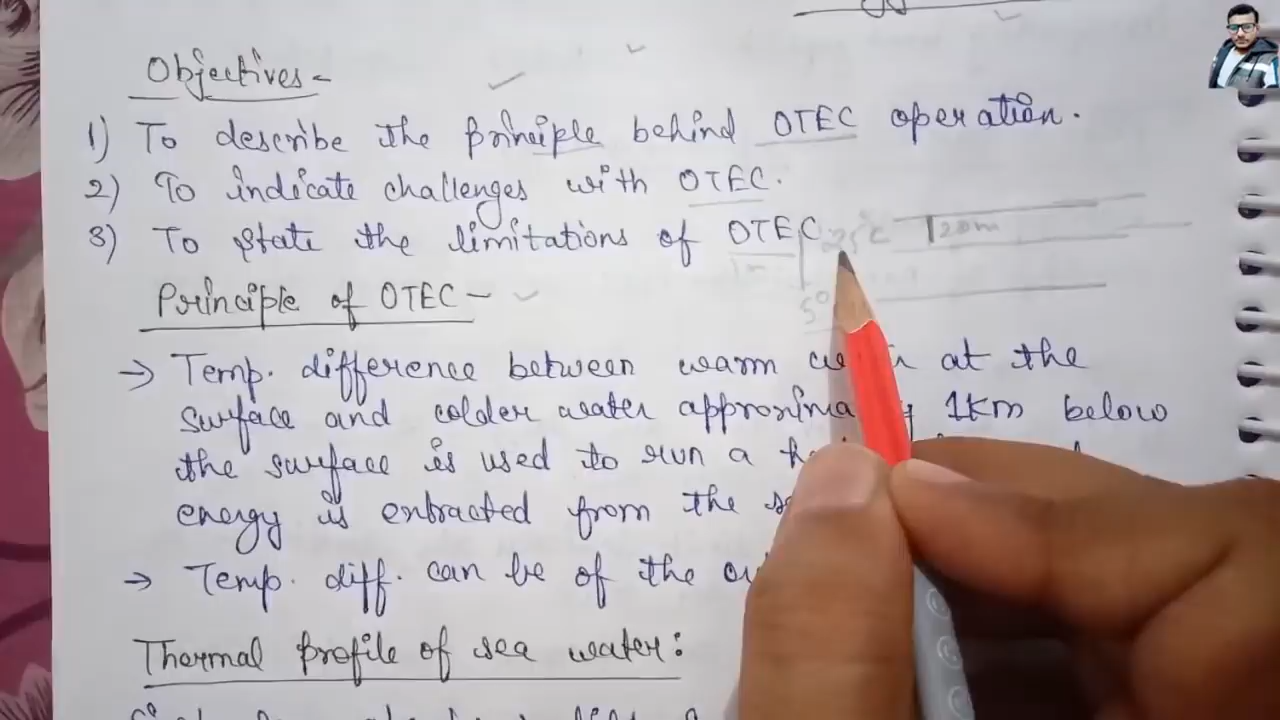 Objectives -
1) To describe the principle behind OTEC operation.
2) To indicate challenges with OTEC.
3) To state the limitations of OTEC
25°C 120m
5°
Principle of OTEC -
→ Temp. difference between warm at the
surface and colder water 1km below
the surface is used to run a
energy is extracted from the
→ Temp. diff. can be of the
Thermal profile of sea water: